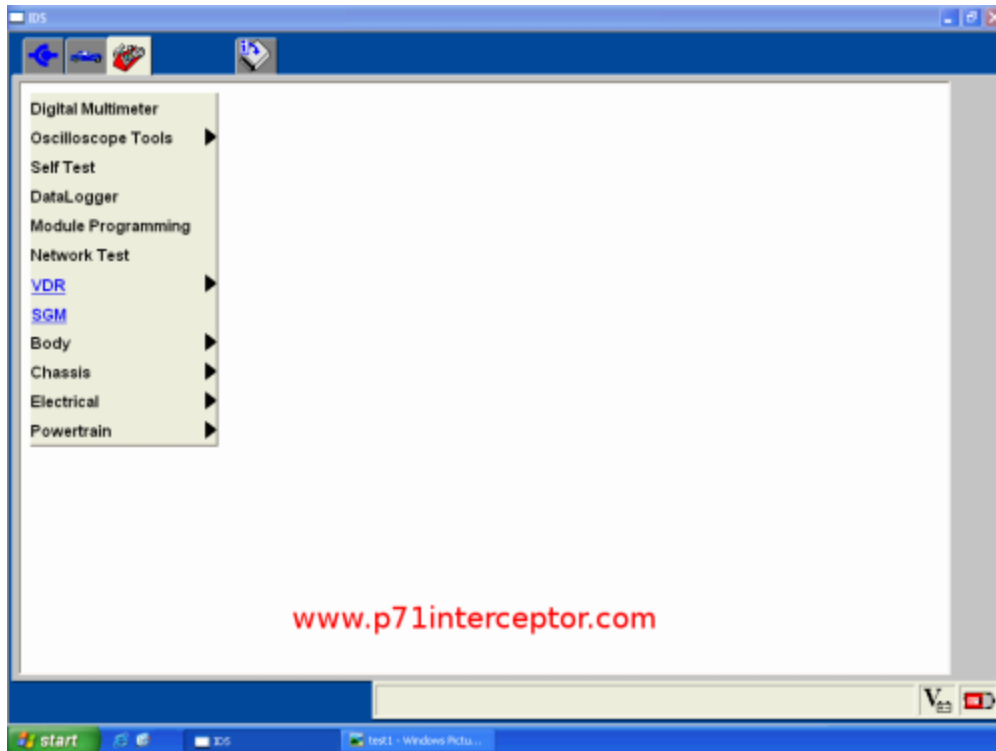 IDS
Digital Multimeter
Oscilloscope Tools
Self Test
DataLogger
Module Programming
Network Test
VDR
SGM
Body
Chassis
Electrical
Powertrain
www.p71interceptor.com
V
start
IDS
test1 - Windows Pictu...